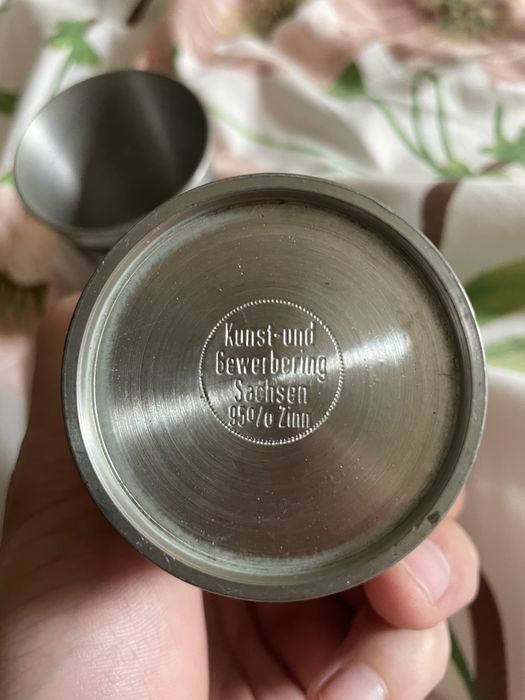 Kunst-und
Gewerbering
Sachsen
95% Zinn